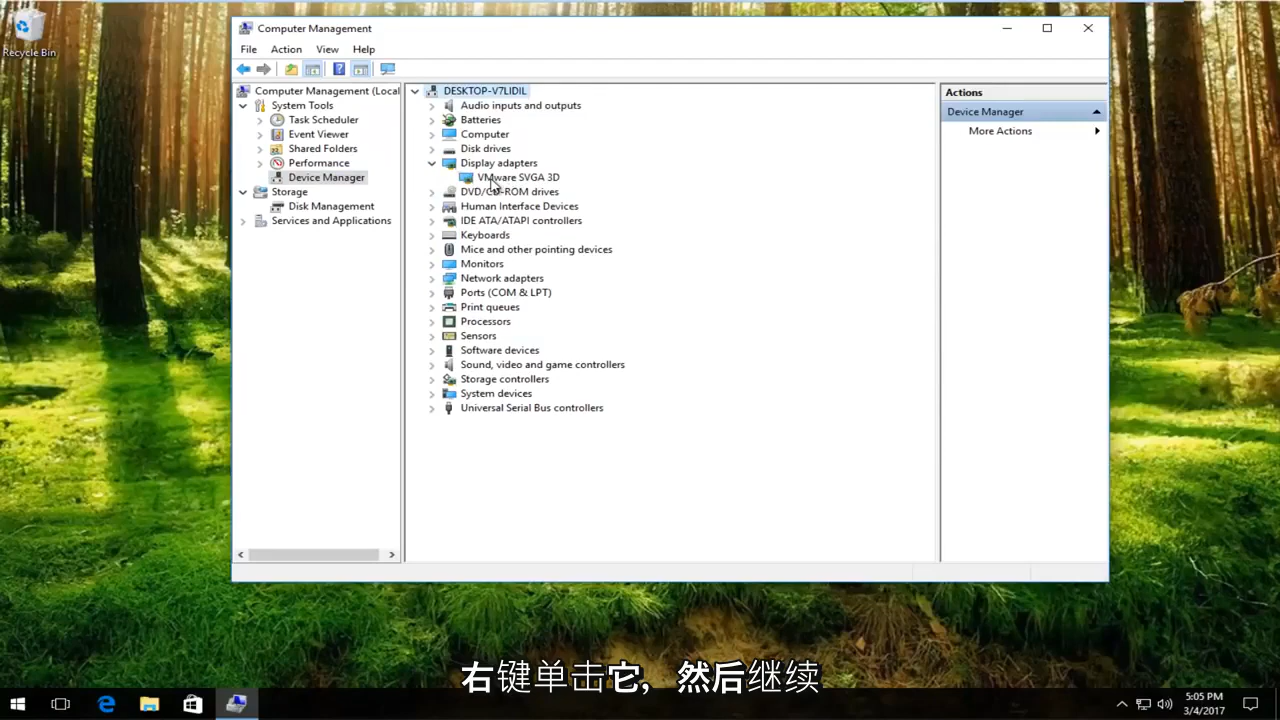 Recycle Bin
Computer Management
File Action View Help
Computer Management (Local
System Tools
Task Scheduler
Event Viewer
Shared Folders
Performance
Device Manager
Storage
Disk Management
Services and Applications
DESKTOP-V7LIDIL
Audio inputs and outputs
Batteries
Computer
Disk drives
Display adapters
VMware SVGA 3D
DVD/CD-ROM drives
Human Interface Devices
IDE ATA/ATAPI controllers
Keyboards
Mice and other pointing devices
Monitors
Network adapters
Ports (COM & LPT)
Print queues
Processors
Sensors
Software devices
Sound, video and game controllers
Storage controllers
System devices
Universal Serial Bus controllers
Actions
Device Manager
More Actions
右键单击它，然后继续
5:05 PM
3/4/2017